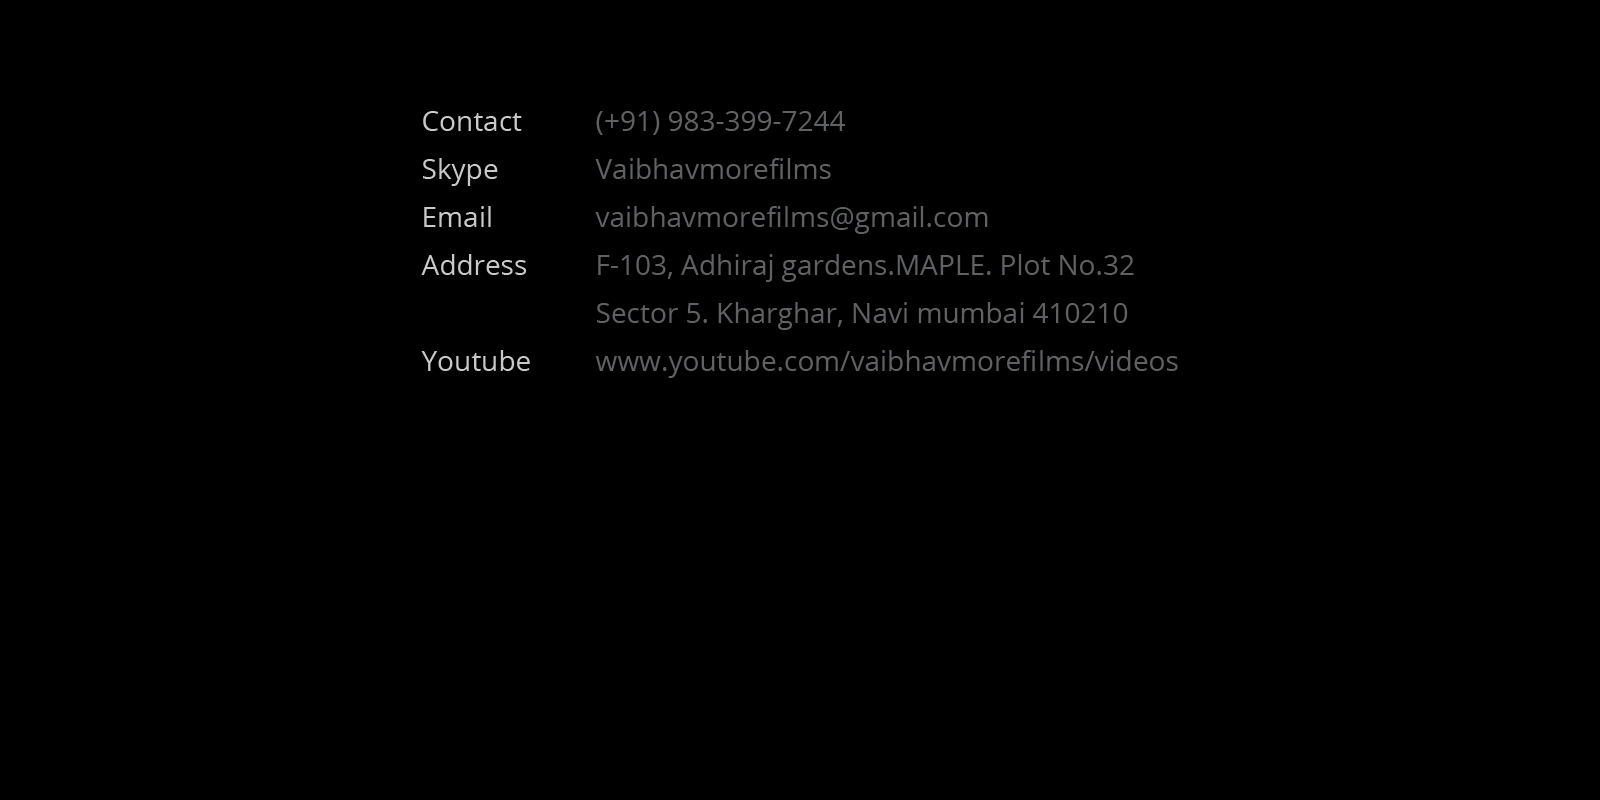 Contact (+91) 983-399-7244
Skype Vaibhavmorefilms
Email vaibhavmorefilms@gmail.com
Address F-103, Adhiraj gardens.MAPLE. Plot No.32
Sector 5. Kharghar, Navi mumbai 410210
Youtube www.youtube.com/vaibhavmorefilms/videos